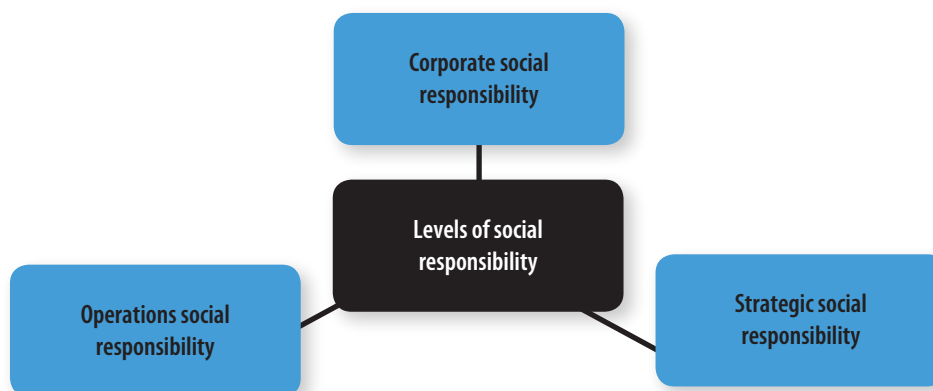 Corporate social
responsibility
Levels of social
responsibility
Operations social
responsibility
Strategic social
responsibility